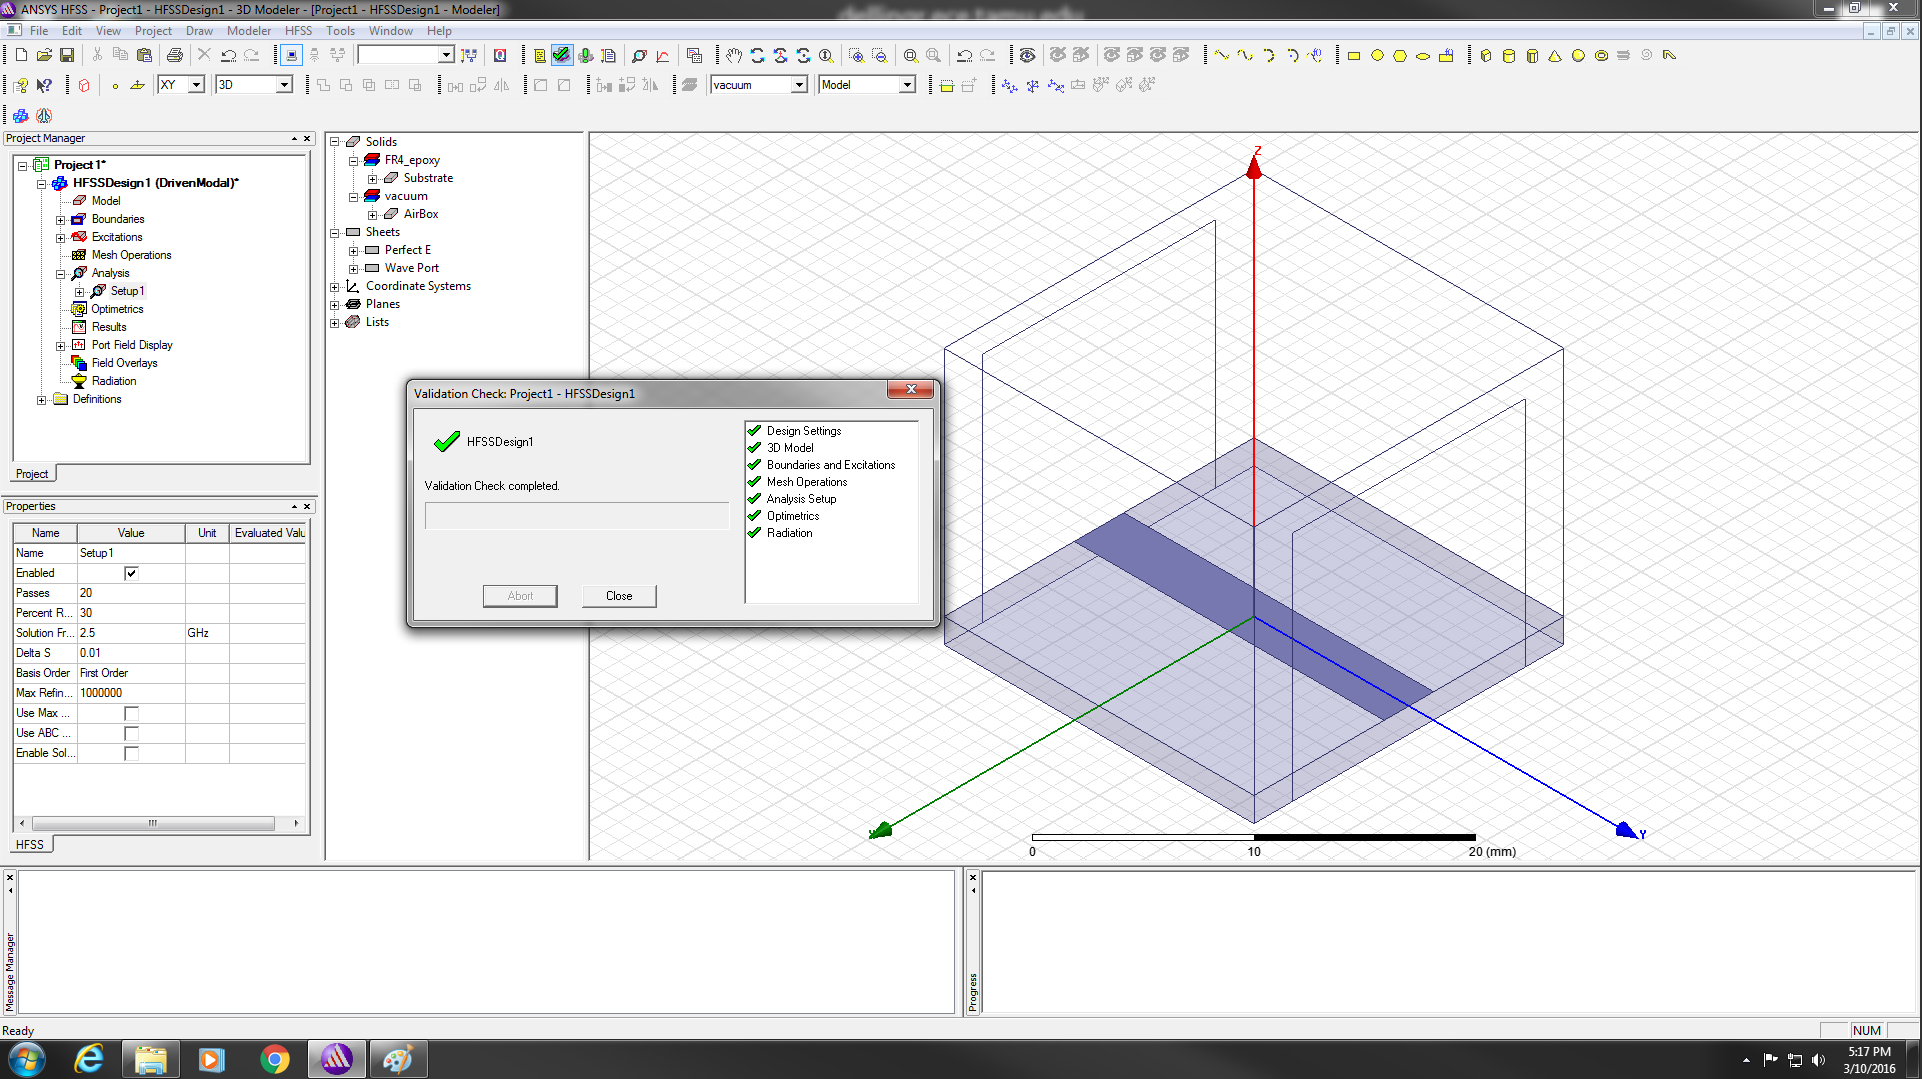 ANSYS HFSS - Project1 - HFSSDesign1 - 3D Modeler - [Project1 - HFSSDesign1 - Modeler]
File Edit View Project Draw Modeler HFSS Tools Window Help
XY 3D vacuum Model
Project Manager
Project1*
HFSSDesign1 (DrivenModal)*
Model
Boundaries
Excitations
Mesh Operations
Analysis
Setup1
Optimetrics
Results
Port Field Display
Field Overlays
Radiation
Definitions
Project
Properties
Name Value Unit Evaluated Valu
Name Setup1
Enabled
Passes 20
Percent R... 30
Solution Fr... 2.5 GHz
Delta S 0.01
Basis Order First Order
Max Refin... 1000000
Use Max ...
Use ABC ...
Enable Sol...
HFSS
Solids
FR4_epoxy
Substrate
vacuum
AirBox
Sheets
Perfect E
Wave Port
Coordinate Systems
Planes
Lists
Validation Check: Project1 - HFSSDesign1
HFSSDesign1
Validation Check completed.
Abort Close
Design Settings
3D Model
Boundaries and Excitations
Mesh Operations
Analysis Setup
Optimetrics
Radiation
Z
Y
0 10 20 (mm)
Message Manager
Progress
Ready
NUM
5:17 PM
3/10/2016